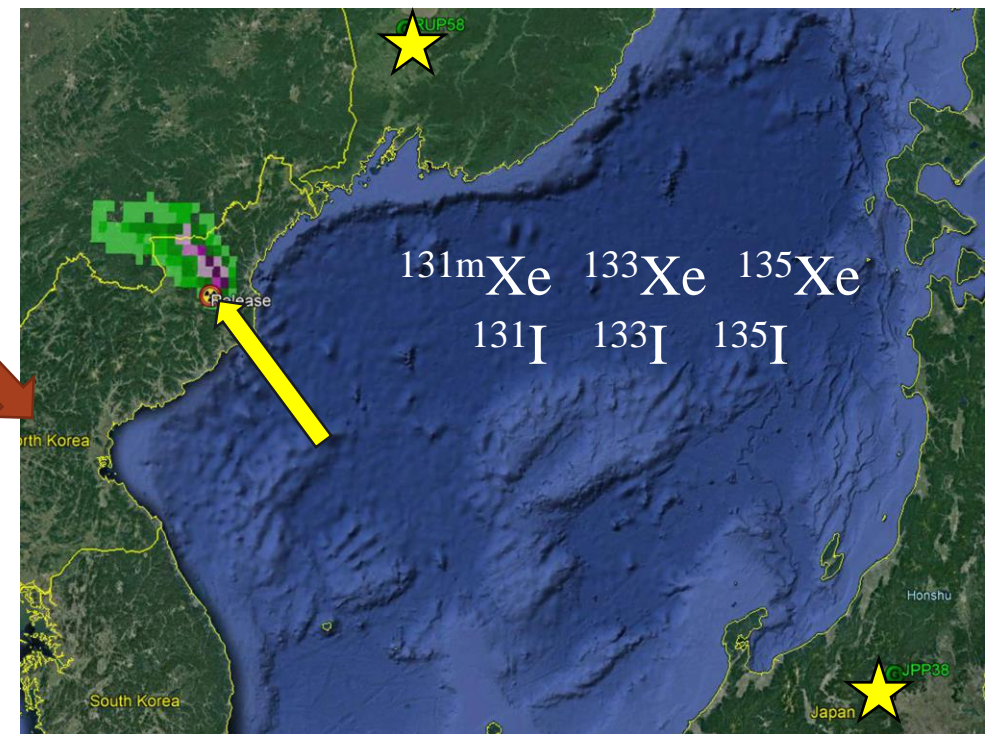 RUP58
Release
¹³¹ᵐXe ¹³³Xe ¹³⁵Xe
¹³¹I ¹³³I ¹³⁵I
orth Korea
Honshu
JPP38
South Korea
Japan